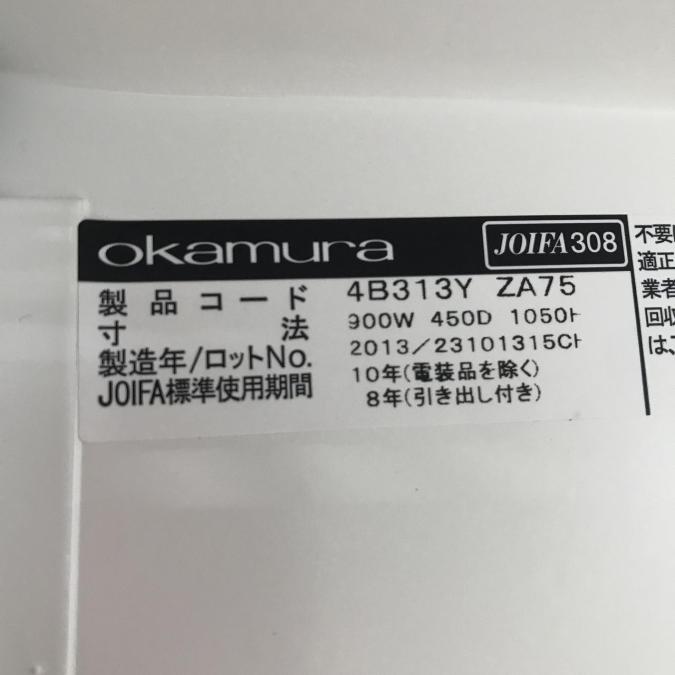 okamura JOIFA308
製品コード 4B313Y ZA75
寸法 900W 450D 1050H
製造年/ロットNo. 2013/23101315CH
JOIFA標準使用期間 10年(電装品を除く)
8年(引き出し付き)
不要
適正
業者
回収
は、